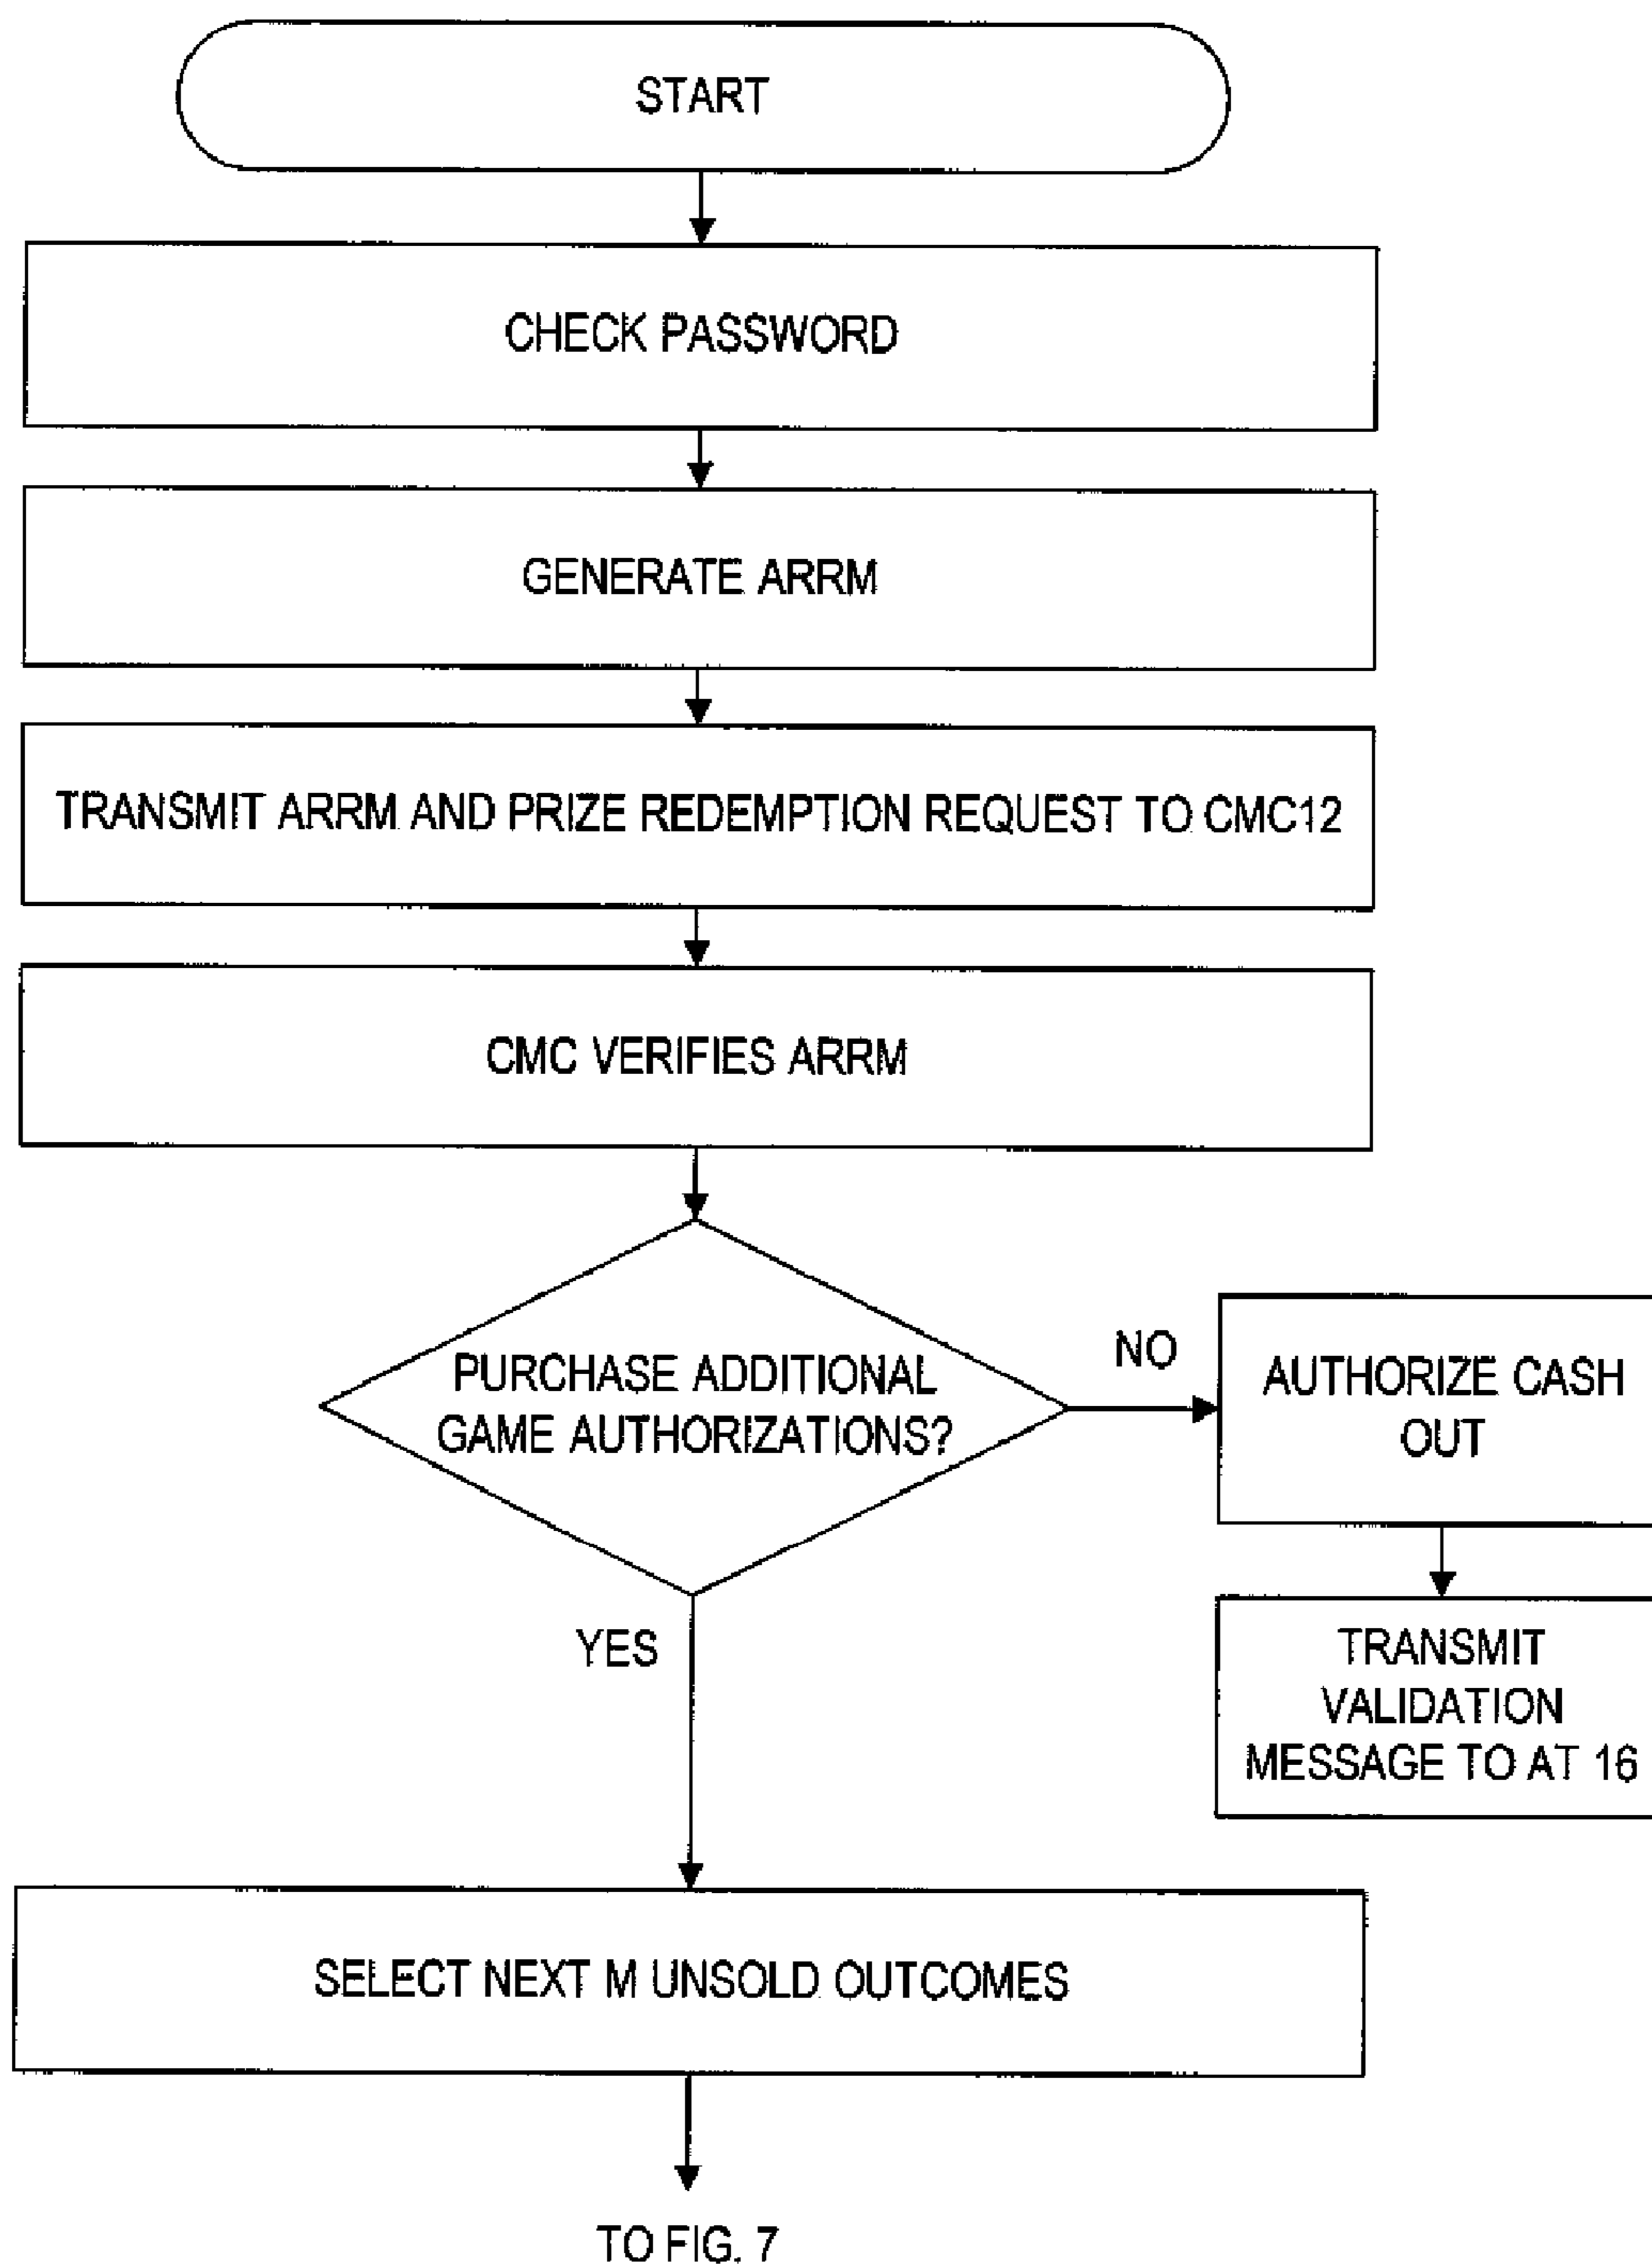 START
CHECK PASSWORD
GENERATE ARRM
TRANSMIT ARRM AND PRIZE REDEMPTION REQUEST TO CMC12
CMC VERIFIES ARRM
PURCHASE ADDITIONAL
GAME AUTHORIZATIONS?
NO
AUTHORIZE CASH
OUT
TRANSMIT
VALIDATION
MESSAGE TO AT 16
YES
SELECT NEXT M UNSOLD OUTCOMES
TO FIG. 7